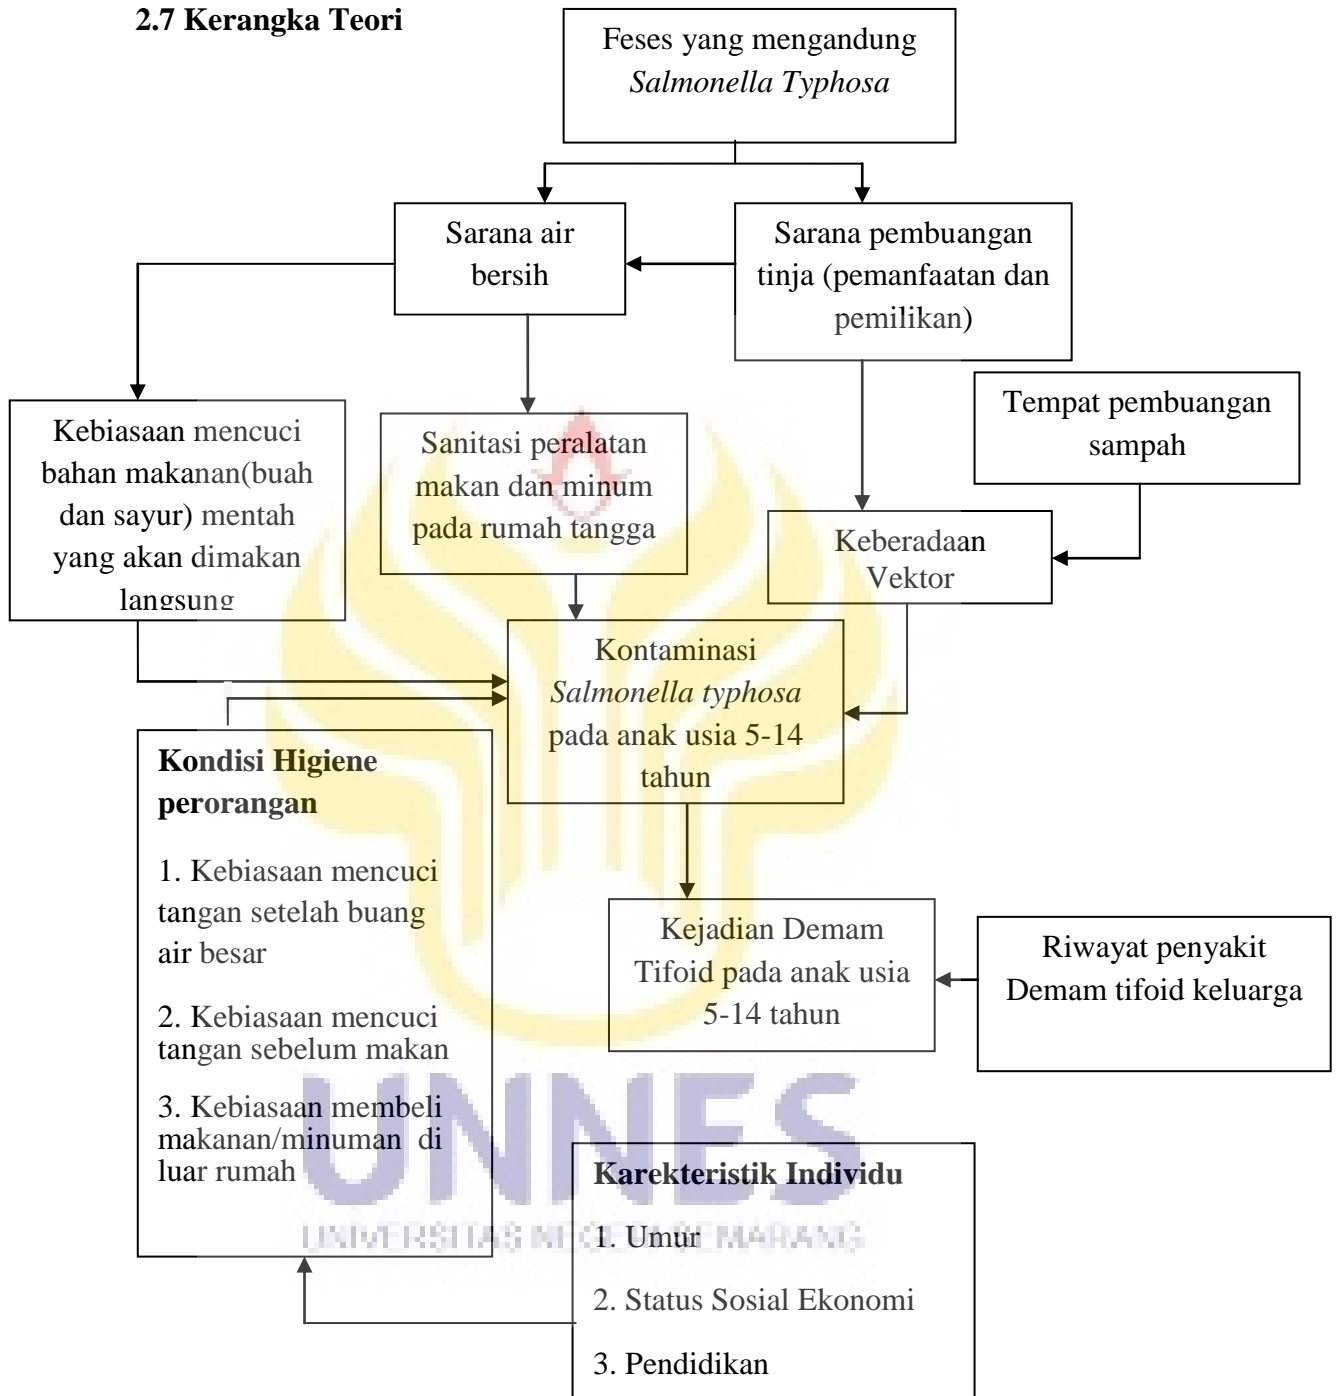 2.7 Kerangka Teori
Feses yang mengandung
Salmonella Typhosa
Sarana air
bersih
Sarana pembuangan
tinja (pemanfaatan dan
pemilikan)
Kebiasaan mencuci
bahan makanan(buah
dan sayur) mentah
yang akan dimakan
langsung
Sanitasi peralatan
makan dan minum
pada rumah tangga
Tempat pembuangan
sampah
Keberadaan
Vektor
Kontaminasi
Salmonella typhosa
pada anak usia 5-14
tahun
Kondisi Higiene
perorangan
1. Kebiasaan mencuci
tangan setelah buang
air besar
2. Kebiasaan mencuci
tangan sebelum makan
3. Kebiasaan membeli
makanan/minuman di
luar rumah
Kejadian Demam
Tifoid pada anak usia
5-14 tahun
Riwayat penyakit
Demam tifoid keluarga
UNNES
UNIVERSITAS NEGERI SEMARANG
Karekteristik Individu
1. Umur
2. Status Sosial Ekonomi
3. Pendidikan